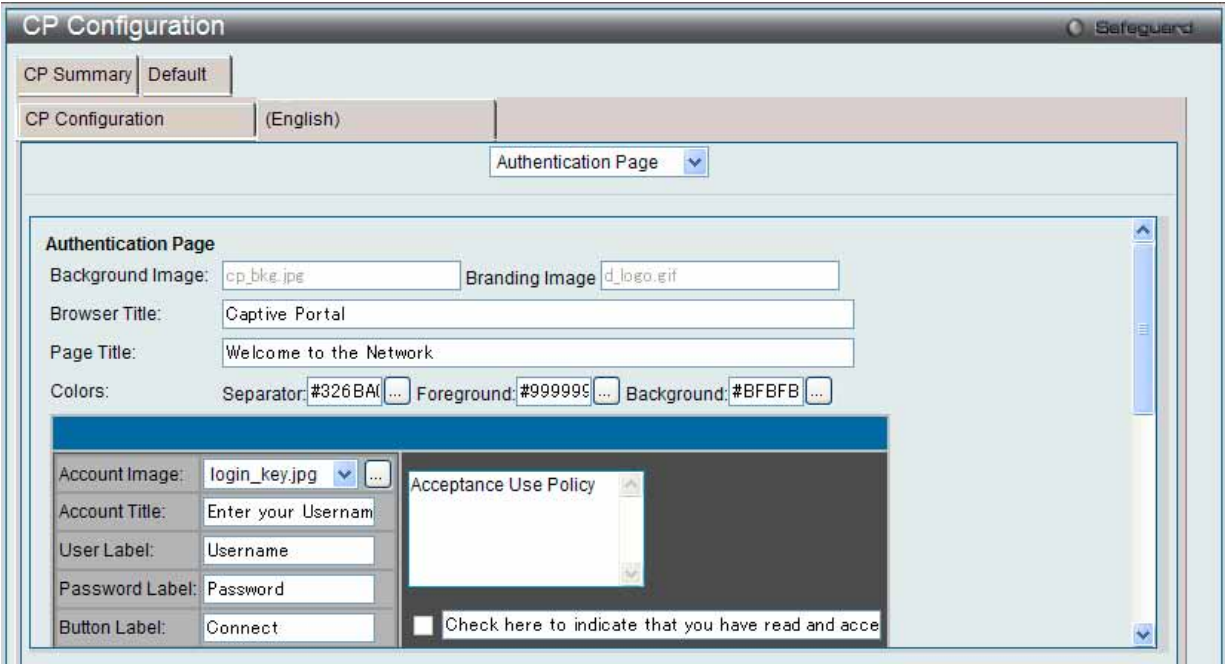 CP Configuration
Safeguard
CP Summary Default
CP Configuration (English)
Authentication Page
Authentication Page
Background Image: cp_bkg.jpg Branding Image d_logo.gif
Browser Title: Captive Portal
Page Title: Welcome to the Network
Colors: Separator: #326BA( ... Foreground: #999999 ... Background: #BFBFB ...
Account Image: login_key.jpg ...
Acceptance Use Policy
Account Title: Enter your Usernam
User Label: Username
Password Label: Password
Button Label: Connect
Check here to indicate that you have read and acce